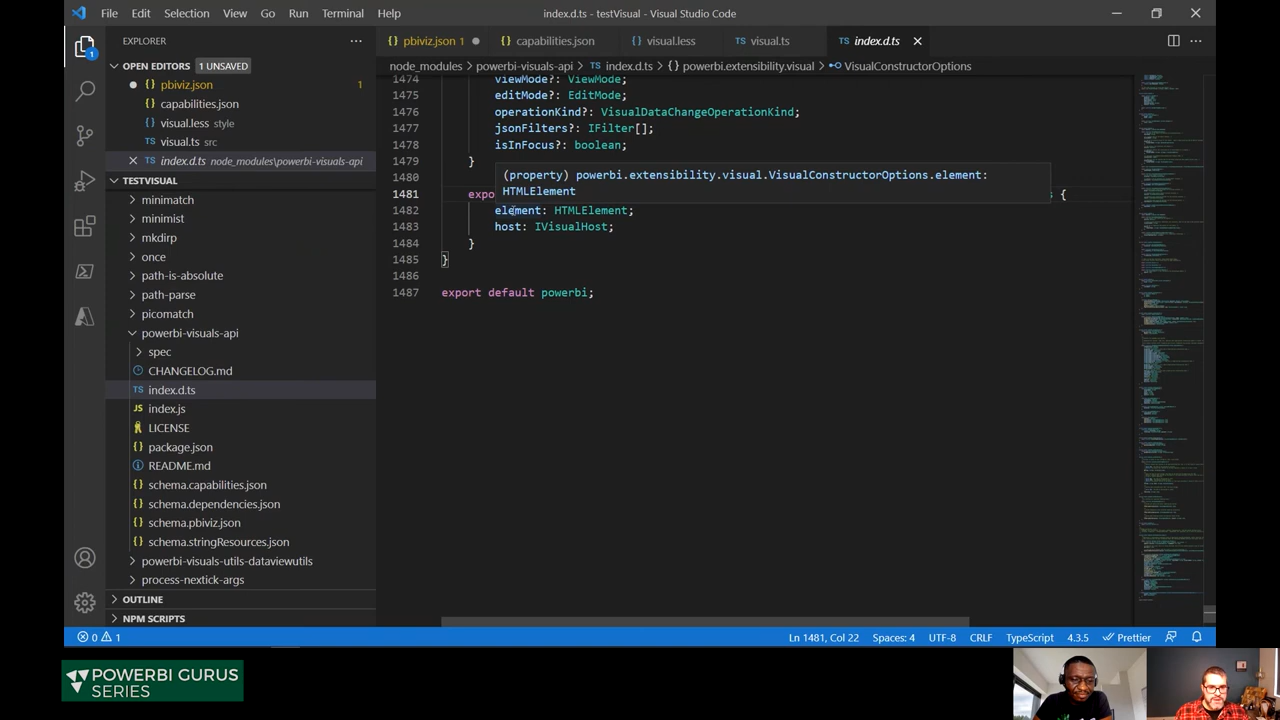 File Edit Selection View Go Run Terminal Help
index.d.ts - testVisual - Visual Studio Code
EXPLORER
OPEN EDITORS 1 UNSAVED
pbiviz.json 1
capabilities.json
visual.less style
visual.ts src
index.d.ts node_modules\powerbi-visuals-api
TESTVISUAL
minimatch
minimist
mkdirp
once
path-is-absolute
path-parse
picomatch
powerbi-visuals-api
spec
CHANGELOG.md
index.d.ts
index.js
LICENSE
package.json
README.md
schema.capabilities.json
schema.dependencies.json
schema.pbiviz.json
schema.stringResources.json
powerbi-visuals-utils-dataviewutils
process-nextick-args
OUTLINE
NPM SCRIPTS
pbiviz.json 1 capabilities.json visual.less visual.ts index.d.ts
node_modules > powerbi-visuals-api > index.d.ts > {} powerbi.extensibility.visual > VisualConstructorOptions
1474 viewMode?: ViewMode;
1475 editMode?: EditMode;
1476 operationKind?: VisualDataChangeOperationKind;
1477 jsonFilters?: IFilter[];
1478 isInFocus?: boolean;
1479
(property) powerbi.extensibility.visual.VisualConstructorOptions.element:
1480
HTMLElement
1481 expo s {
1482 element: HTMLElement;
1483 host:
1484 }
1485
1486
1487 export default powerbi;
0 1
Ln 1481, Col 22 Spaces: 4 UTF-8 CRLF TypeScript 4.3.5 Prettier
POWERBI GURUS
SERIES